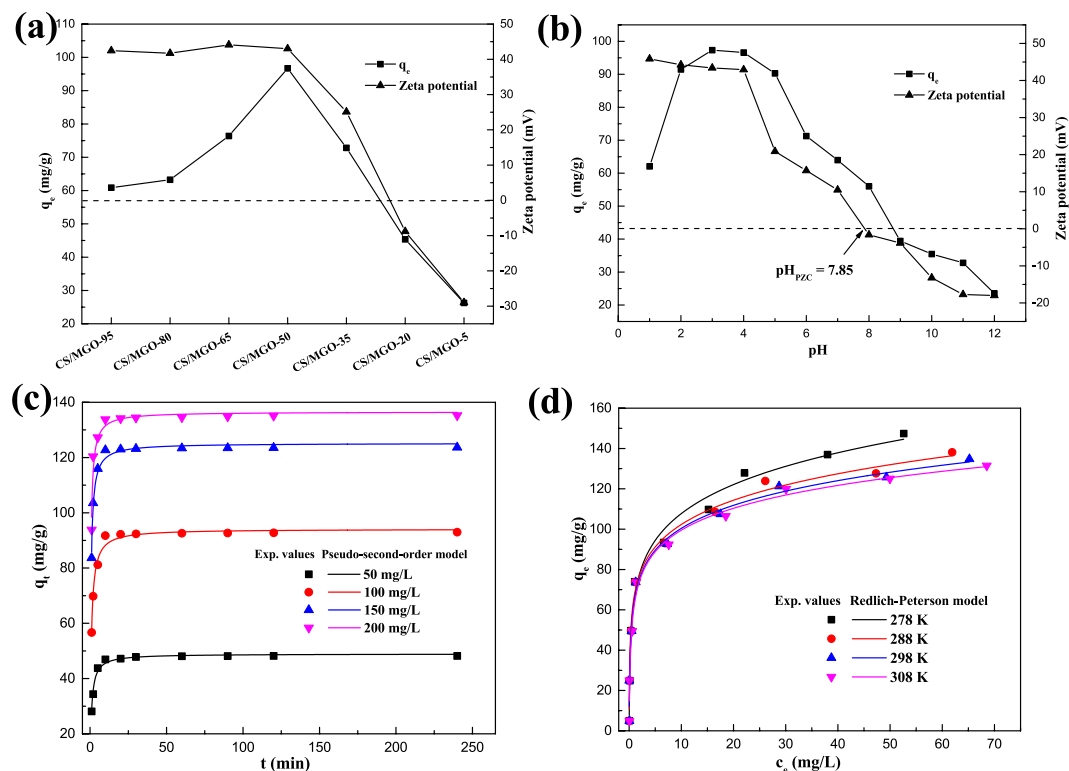 (a)
110
100
90
80
70
60
50
40
30
20
q_e (mg/g)
q_e
Zeta potential
50
40
30
20
10
0
-10
-20
-30
Zeta potential (mV)
CS/MGO-95
CS/MGO-80
CS/MGO-65
CS/MGO-50
CS/MGO-35
CS/MGO-20
CS/MGO-5
(b)
100
90
80
70
60
50
40
30
20
q_e (mg/g)
q_e
Zeta potential
pH_PZC = 7.85
50
40
30
20
10
0
-10
-20
Zeta potential (mV)
0 2 4 6 8 10 12
pH
(c)
140
120
100
80
60
40
20
q_t (mg/g)
Exp. values Pseudo-second-order model
50 mg/L
100 mg/L
150 mg/L
200 mg/L
0 50 100 150 200 250
t (min)
(d)
160
140
120
100
80
60
40
20
0
q_e (mg/g)
Exp. values Redlich-Peterson model
278 K
288 K
298 K
308 K
0 10 20 30 40 50 60 70
c_e (mg/L)